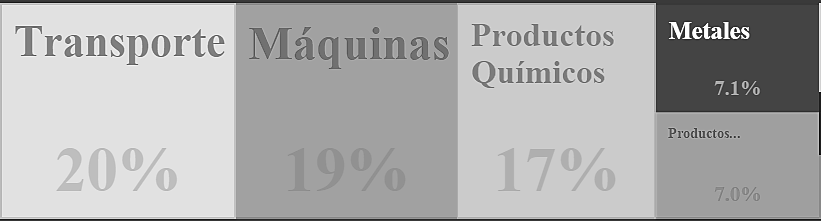 Transporte
20%
Máquinas
19%
Productos
Químicos
17%
Metales
7.1%
Productos...
7.0%